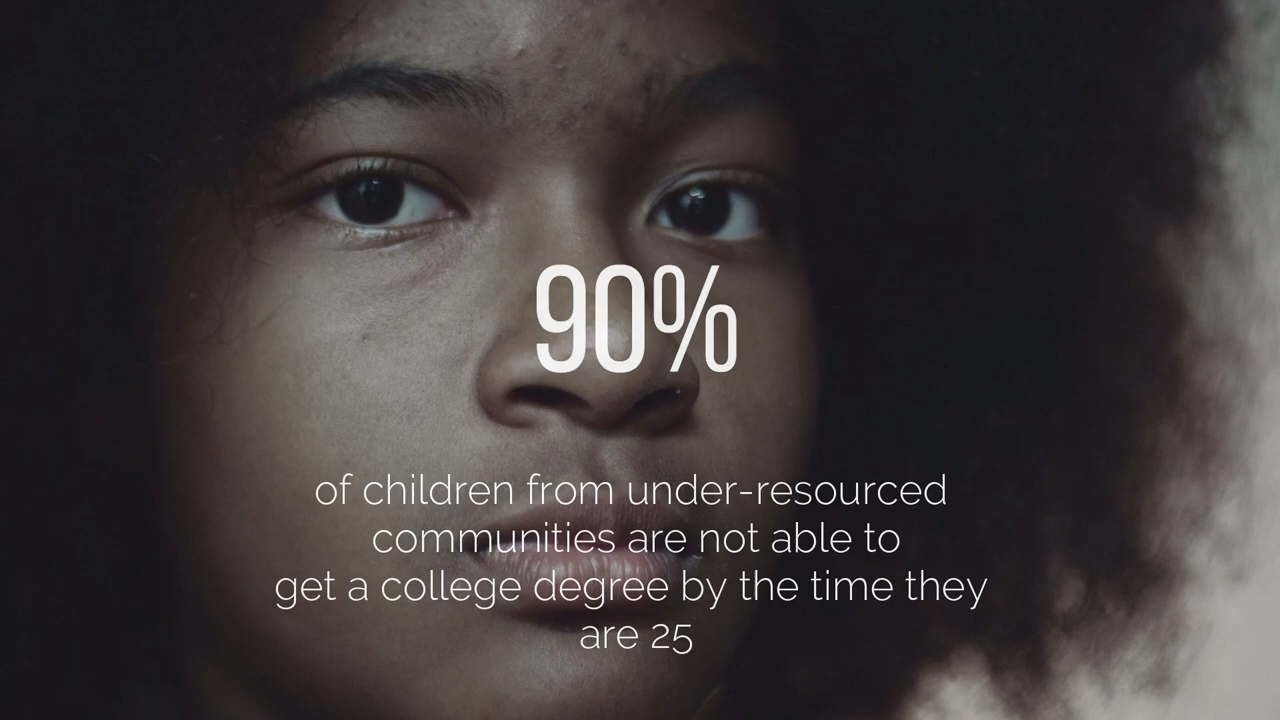 90%
of children from under-resourced
communities are not able to
get a college degree by the time they
are 25